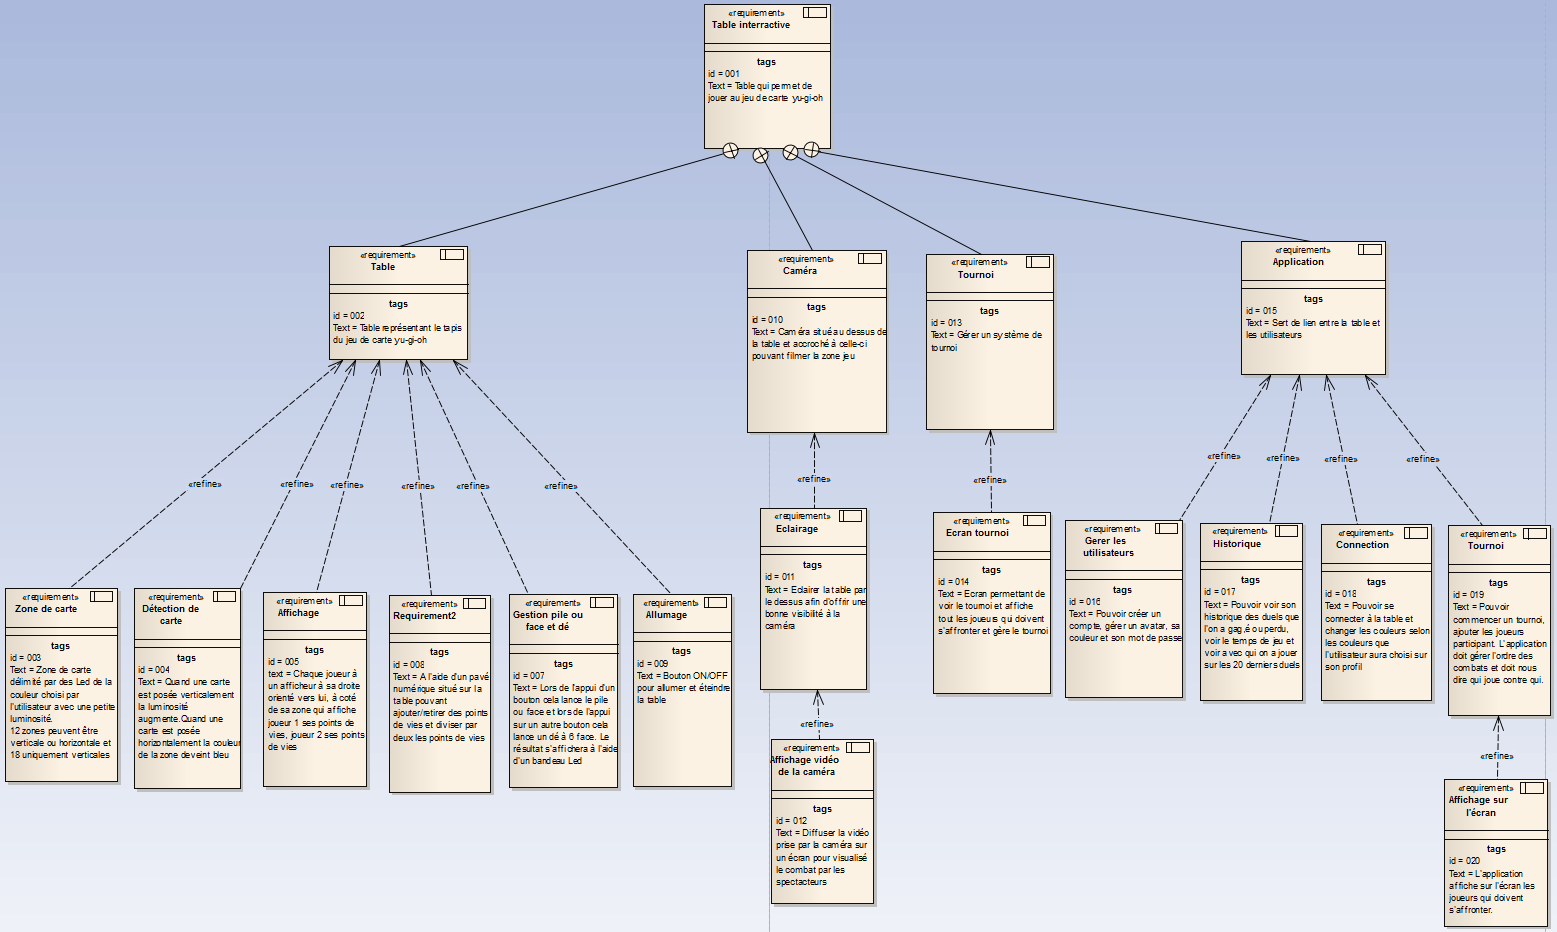 «requirement»
Table interractive
tags
id = 001
Text = Table qui permet de
jouer au jeu de carte yu-gi-oh
«requirement»
Table
tags
id = 002
Text = Table représentant le tapis
du jeu de carte yu-gi-oh
«requirement»
Caméra
tags
id = 010
Text = Caméra situé au dessus de
la table et accroché à celle-ci
pouvant filmer la zone jeu
«requirement»
Tournoi
tags
id = 013
Text = Gérer un système de
tournoi
«requirement»
Application
tags
id = 015
Text = Sert de lien entre la table et
les utilisateurs
«refine»
«refine»
«refine»
«refine»
«refine»
«refine»
«refine»
«refine»
«refine»
«refine»
«refine»
«refine»
«requirement»
Zone de carte
tags
id = 003
Text = Zone de carte
délimité par des Led de la
couleur choisi par
l'utilisateur avec une petite
luminosité.
12 zones peuvent être
verticale ou horizontale et
18 uniquement verticales
«requirement»
Détection de
carte
tags
id = 004
Text = Quand une carte
est posée verticalement
la luminosité
augmente.Quand une
carte est posée
horizontalement la couleur
de la zone deveint bleu
«requirement»
Affichage
tags
id = 005
text = Chaque joueur à
un afficheur à sa droite
orienté vers lui, à coté
de sa zone qui affiche
joueur 1 ses points de
vies, joueur 2 ses points
de vies
«requirement»
Requirement2
tags
id = 008
Text = A l'aide d'un pavé
numérique situé sur la
table pouvant
ajouter/retirer des points
de vies et diviser par
deux les points de vies
«requirement»
Gestion pile ou
face et dé
tags
id = 007
Text = Lors de l'appui d'un
bouton cela lance le pile
ou face et lors de l'appui
sur un autre bouton cela
lance un dé à 6 face. Le
résultat s'affichera à l'aide
d'un bandeau Led
«requirement»
Allumage
tags
id = 009
Text = Bouton ON/OFF
pour allumer et éteindre
la table
«requirement»
Eclairage
tags
id = 011
Text = Eclairer la table par
le dessus afin d'offrir une
bonne visibilité à la
caméra
«requirement»
Ecran tournoi
tags
id = 014
Text = Ecran permettant de
voir le tournoi et affiche
tout les joueurs qui doivent
s'affronter et gère le tournoi
«requirement»
Gerer les
utilisateurs
tags
id = 016
Text = Pouvoir créer un
compte, gérer un avatar, sa
couleur et son mot de passe
«requirement»
Historique
tags
id = 017
Text = Pouvoir voir son
historique des duels que
l'on a gag,é ou perdu,
voir le temps de jeu et
voir avec qui on a jouer
sur les 20 derniers duels
«requirement»
Connection
tags
id = 018
Text = Pouvoir se
connecter à la table et
changer les couleurs selon
les couleurs que
l'utilisateur aura choisi sur
son profil
«requirement»
Tournoi
tags
id = 019
Text = Pouvoir
commencer un tournoi,
ajouter les joueurs
participant. L'application
doit gérer l'ordre des
combats et doit nous
dire qui joue contre qui.
«refine»
«refine»
«requirement»
Affichage vidéo
de la caméra
tags
id = 012
Text = Diffuser la vidéo
prise par la caméra sur
un écran pour visualisé
le combat par les
spectacteurs
«requirement»
Affichage sur
l'écran
tags
id = 020
Text = L'application
affiche sur l'écran les
joueurs qui doivent
s'affronter.